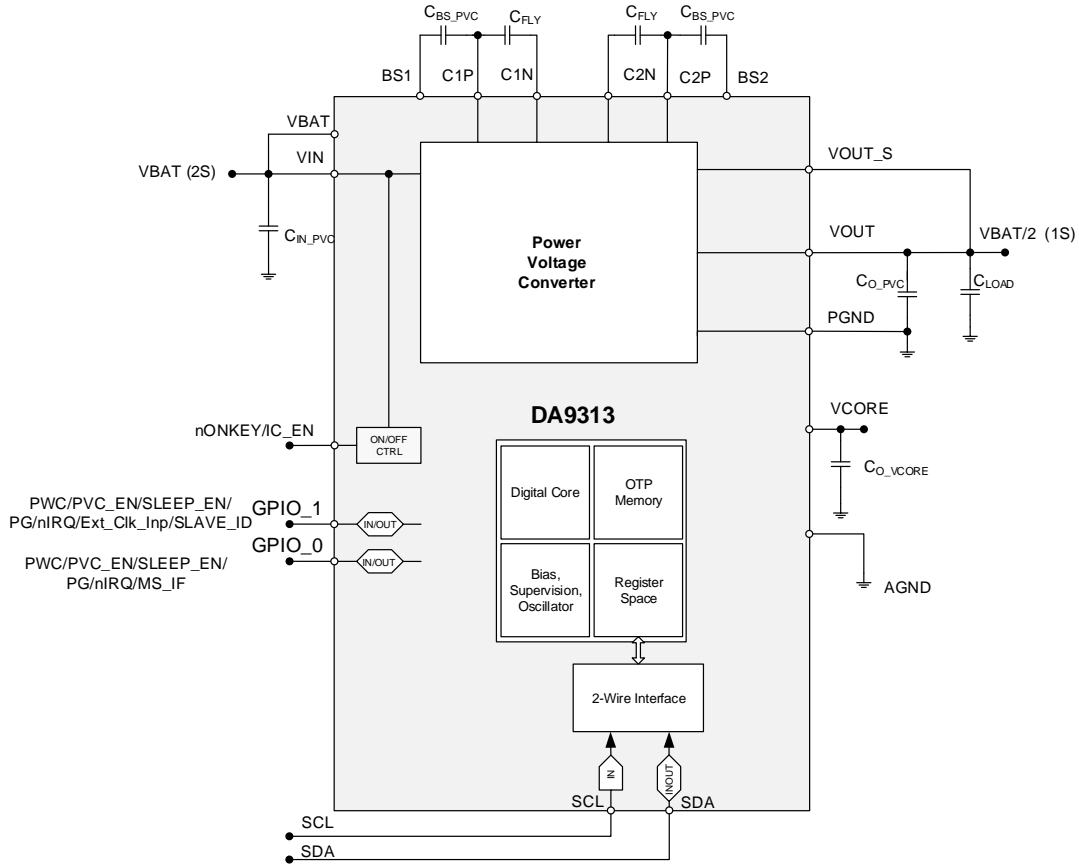 CBS_PVC
CFLY
CFLY
CBS_PVC
BS1
C1P
C1N
C2N
C2P
BS2
VBAT
VIN
VBAT (2S)
CIN_PVC
Power
Voltage
Converter
VOUT_S
VOUT
VBAT/2 (1S)
CO_PVC
CLOAD
PGND
DA9313
VCORE
CO_VCORE
nONKEY/IC_EN
ON/OFF
CTRL
Digital Core
OTP
Memory
PWC/PVC_EN/SLEEP_EN/
PG/nIRQ/Ext_Clk_Inp/SLAVE_ID
GPIO_1
IN/OUT
GPIO_0
IN/OUT
PWC/PVC_EN/SLEEP_EN/
PG/nIRQ/MS_IF
Bias,
Supervision,
Oscillator
Register
Space
AGND
2-Wire Interface
IN
INOUT
SCL
SDA
SCL
SDA